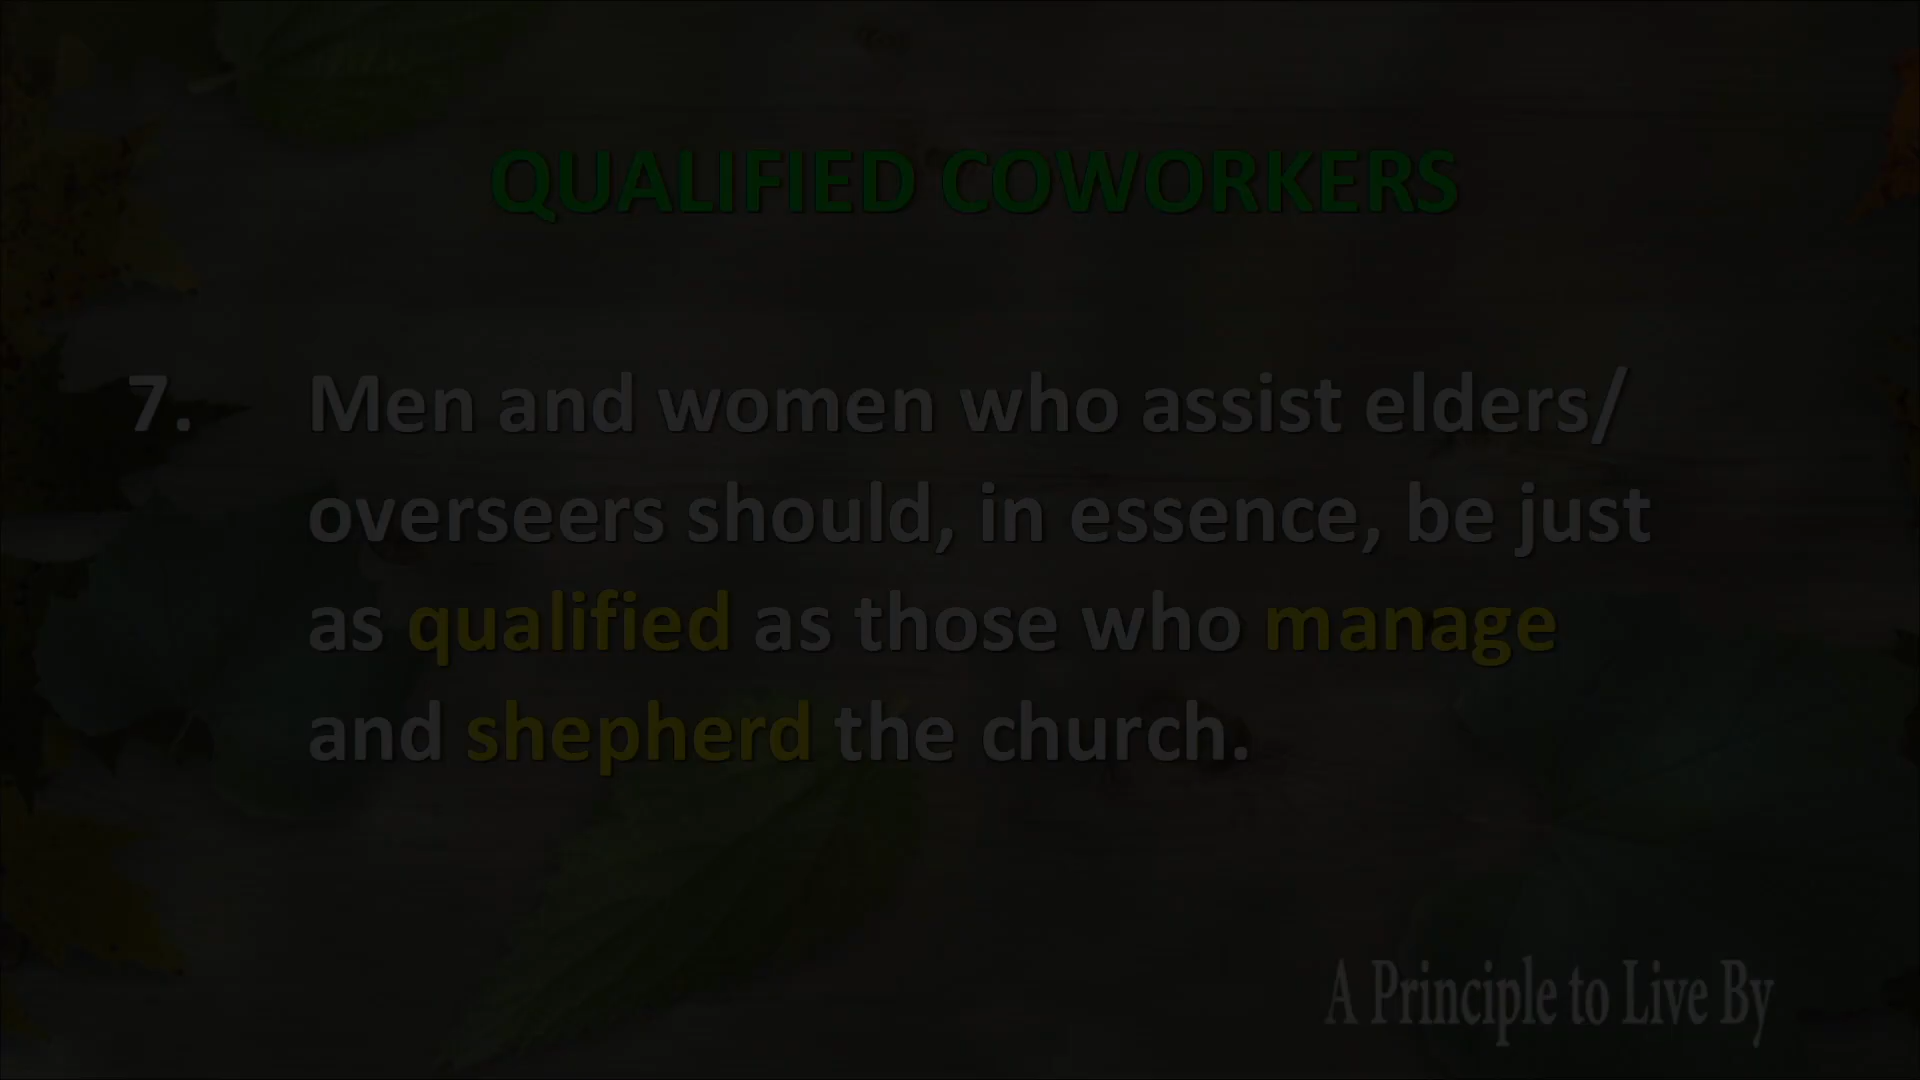 QUALIFIED COWORKERS
7. Men and women who assist elders/
overseers should, in essence, be just
as qualified as those who manage
and shepherd the church.
A Principle to Live By